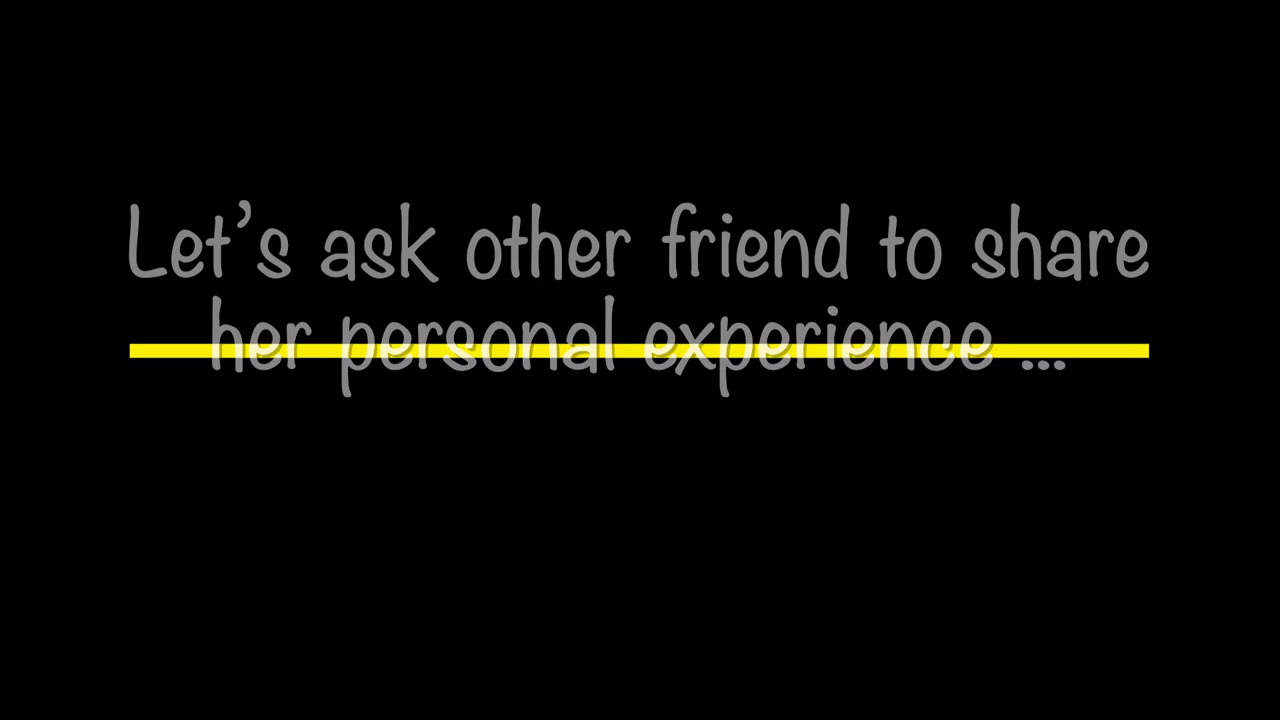 Let’s ask other friend to share
her personal experience ...